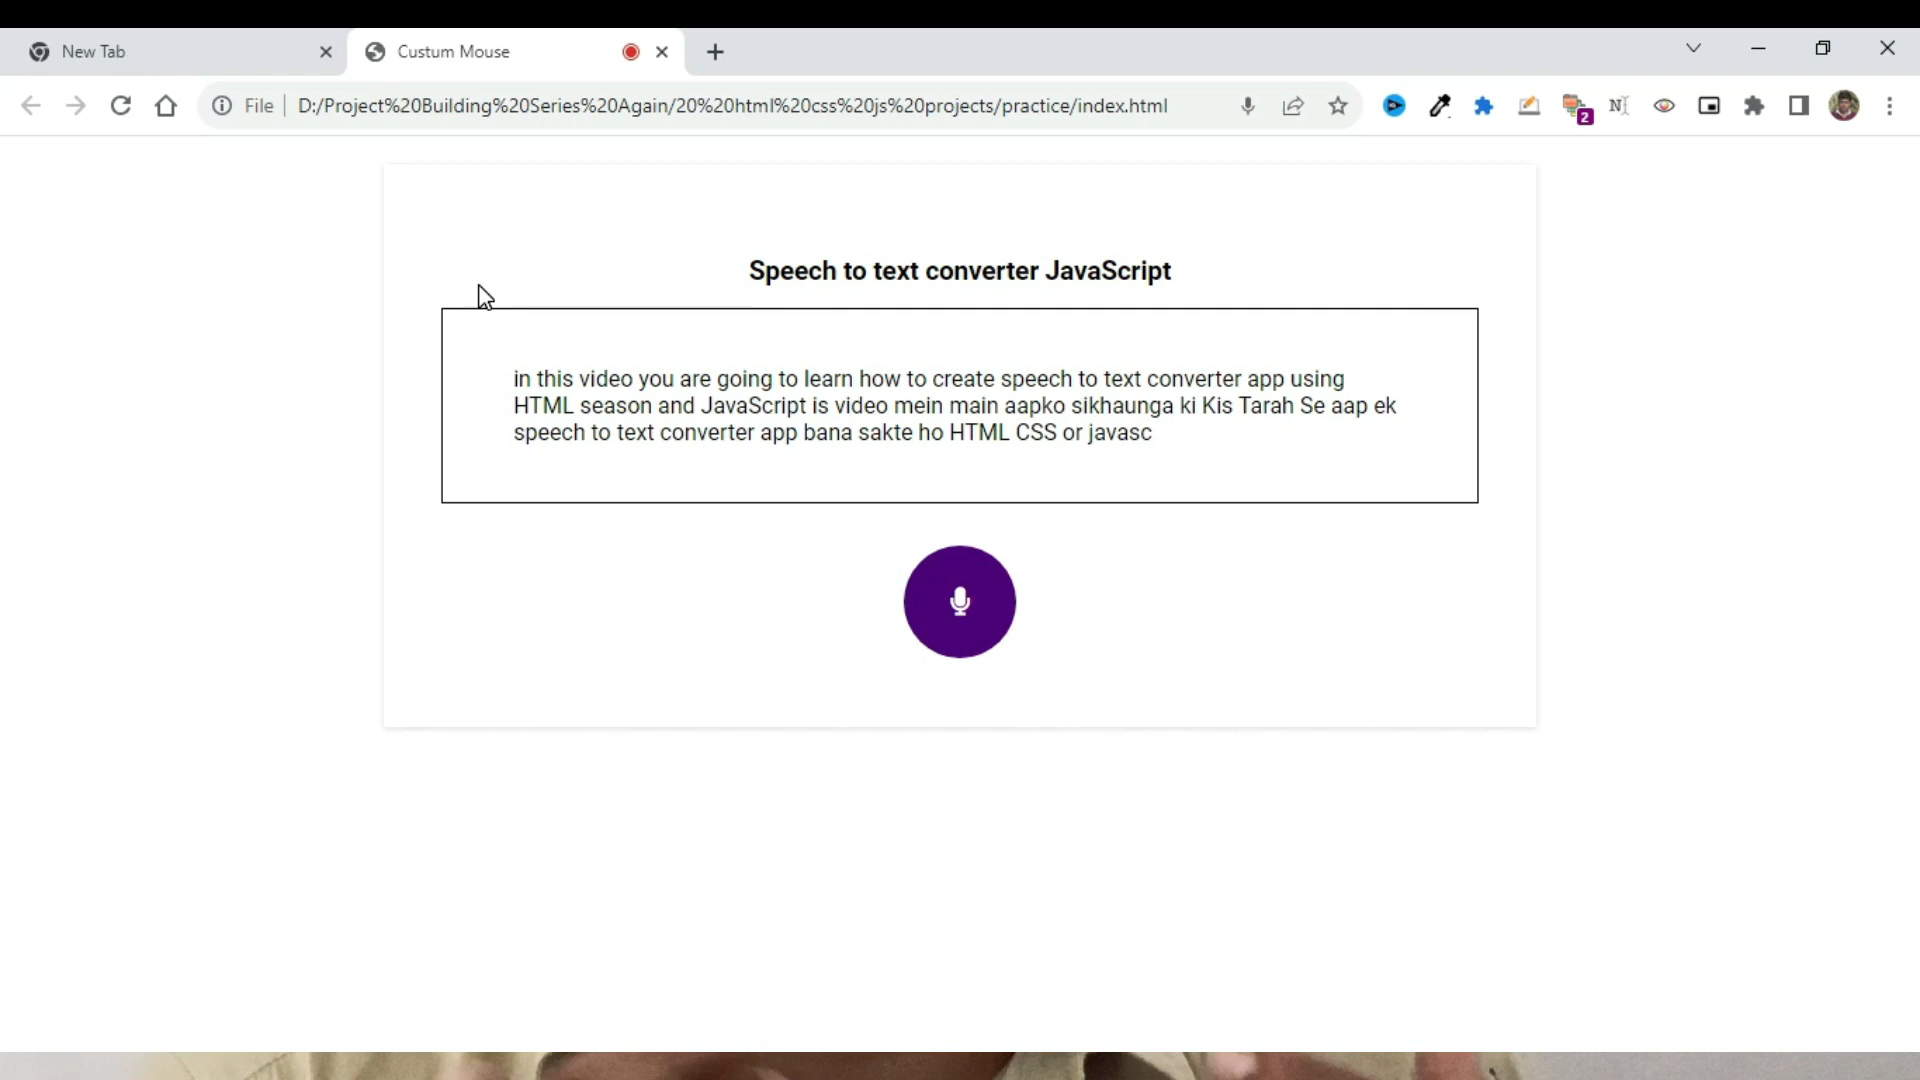 New Tab
Custum Mouse
File
D:/Project%20Building%20Series%20Again/20%20html%20css%20js%20projects/practice/index.html
2
Speech to text converter JavaScript
in this video you are going to learn how to create speech to text converter app using
HTML season and JavaScript is video mein main aapko sikhaunga ki Kis Tarah Se aap ek
speech to text converter app bana sakte ho HTML CSS or javasc